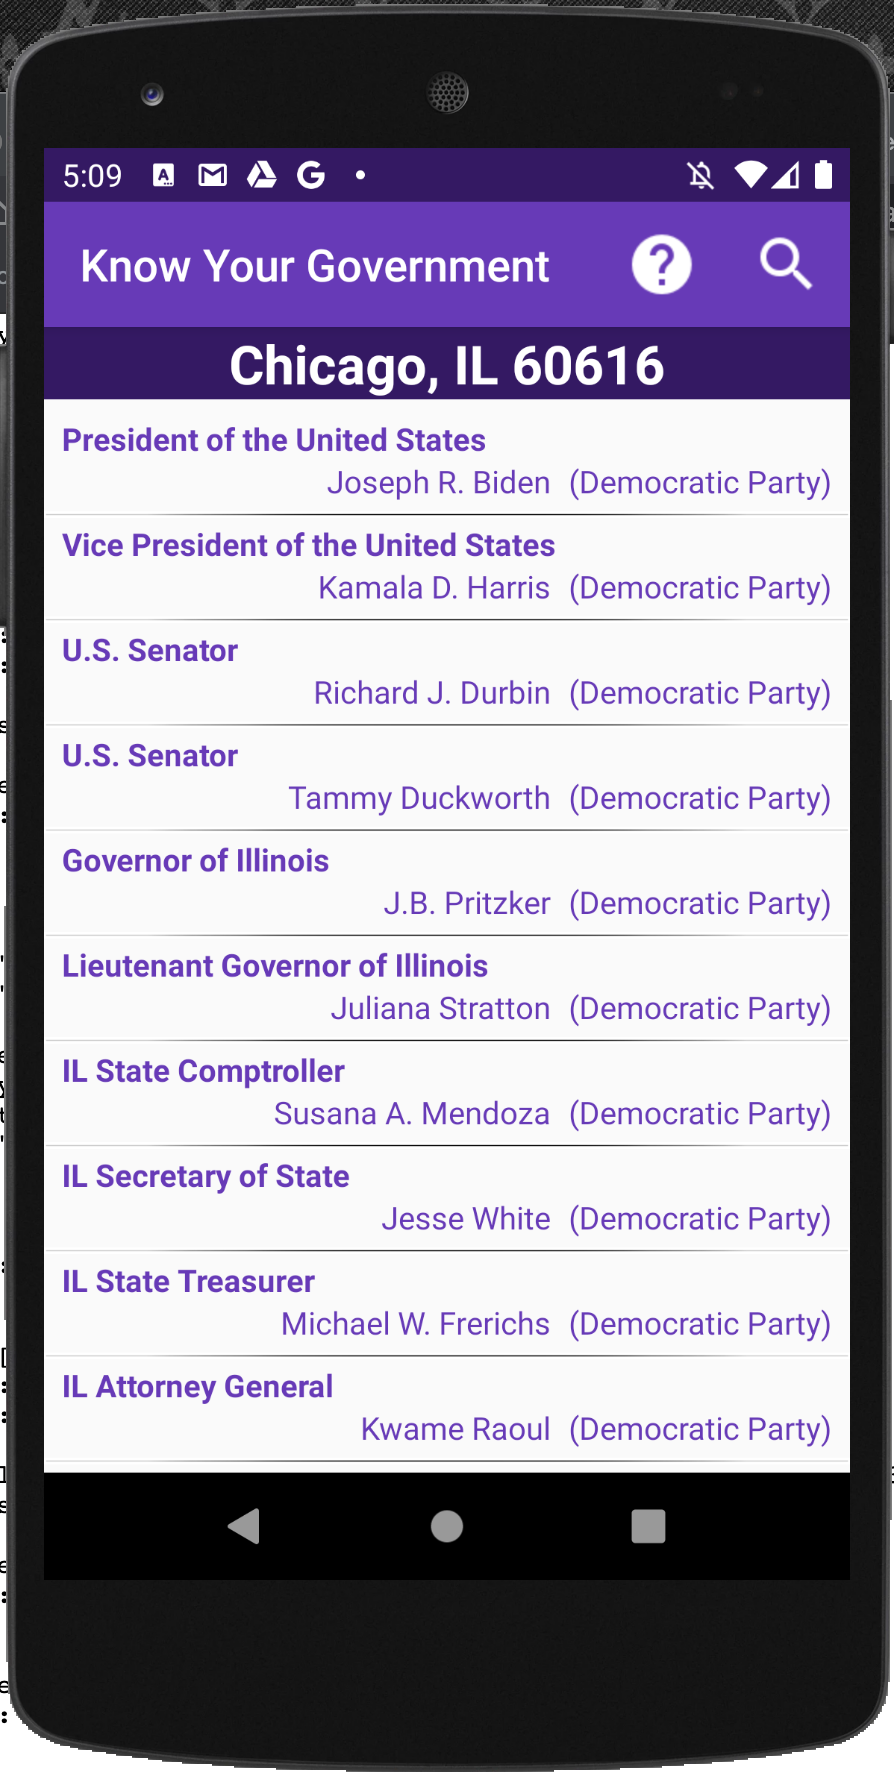 5:09
Know Your Government
Chicago, IL 60616
President of the United States
Joseph R. Biden (Democratic Party)
Vice President of the United States
Kamala D. Harris (Democratic Party)
U.S. Senator
Richard J. Durbin (Democratic Party)
U.S. Senator
Tammy Duckworth (Democratic Party)
Governor of Illinois
J.B. Pritzker (Democratic Party)
Lieutenant Governor of Illinois
Juliana Stratton (Democratic Party)
IL State Comptroller
Susana A. Mendoza (Democratic Party)
IL Secretary of State
Jesse White (Democratic Party)
IL State Treasurer
Michael W. Frerichs (Democratic Party)
IL Attorney General
Kwame Raoul (Democratic Party)